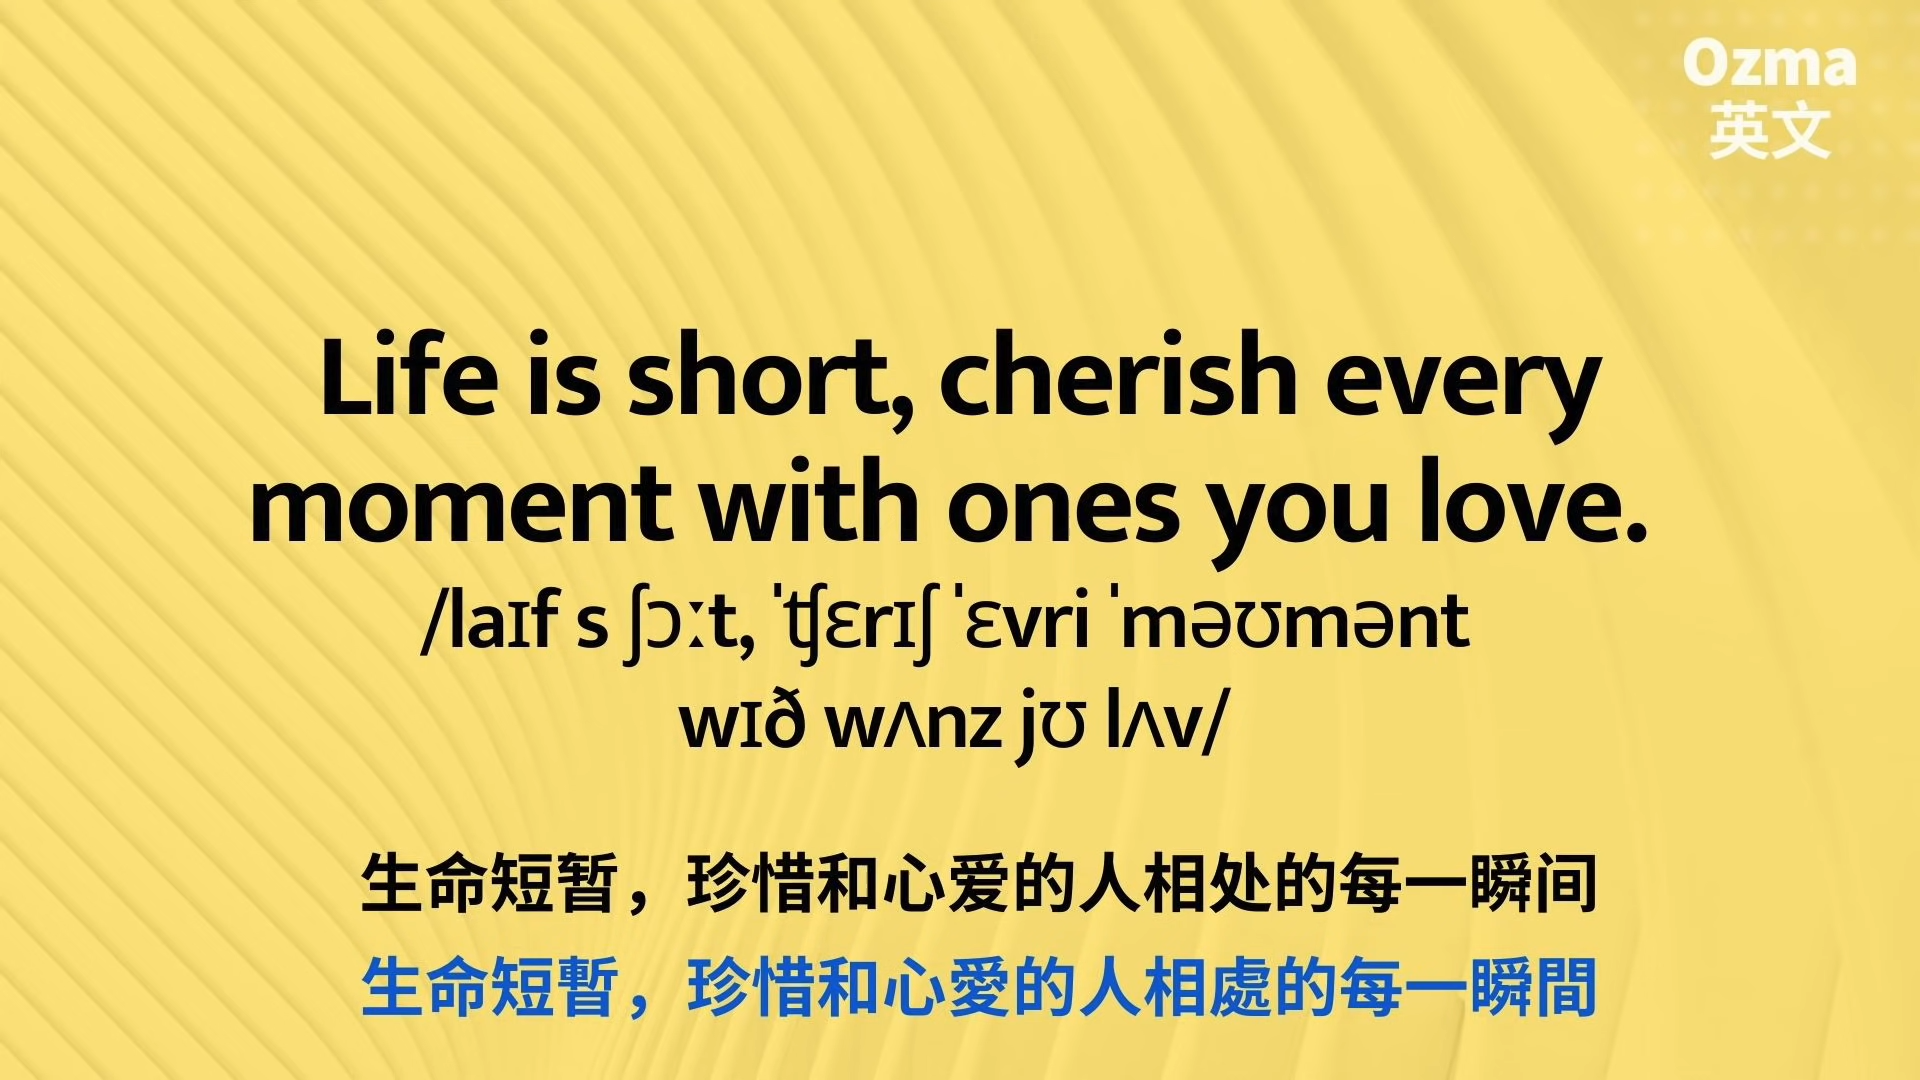 Ozma
英文
Life is short, cherish every
moment with ones you love.
/laɪf s ʃɔːt, ˈʧɛrɪʃ ˈɛvri ˈməʊmənt
wɪð wʌnz jʊ lʌv/
生命短暂，珍惜和心爱的人相处的每一瞬间
生命短暫，珍惜和心愛的人相處的每一瞬間